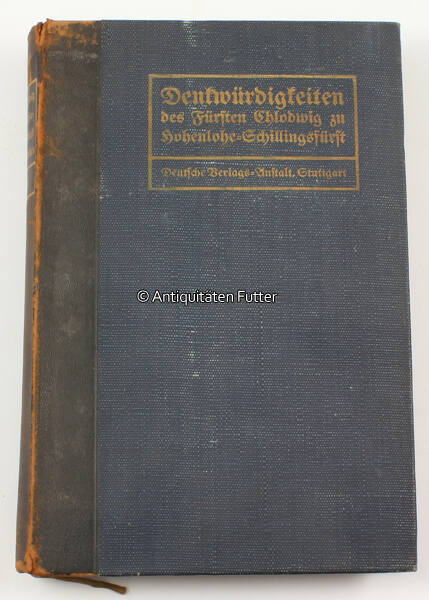 Denkwürdigkeiten
des Fürsten Chlodwig zu
Hohenlohe=Schillingsfürst
Deutsche Verlags=Anstalt, Stuttgart
© Antiquitäten Futter